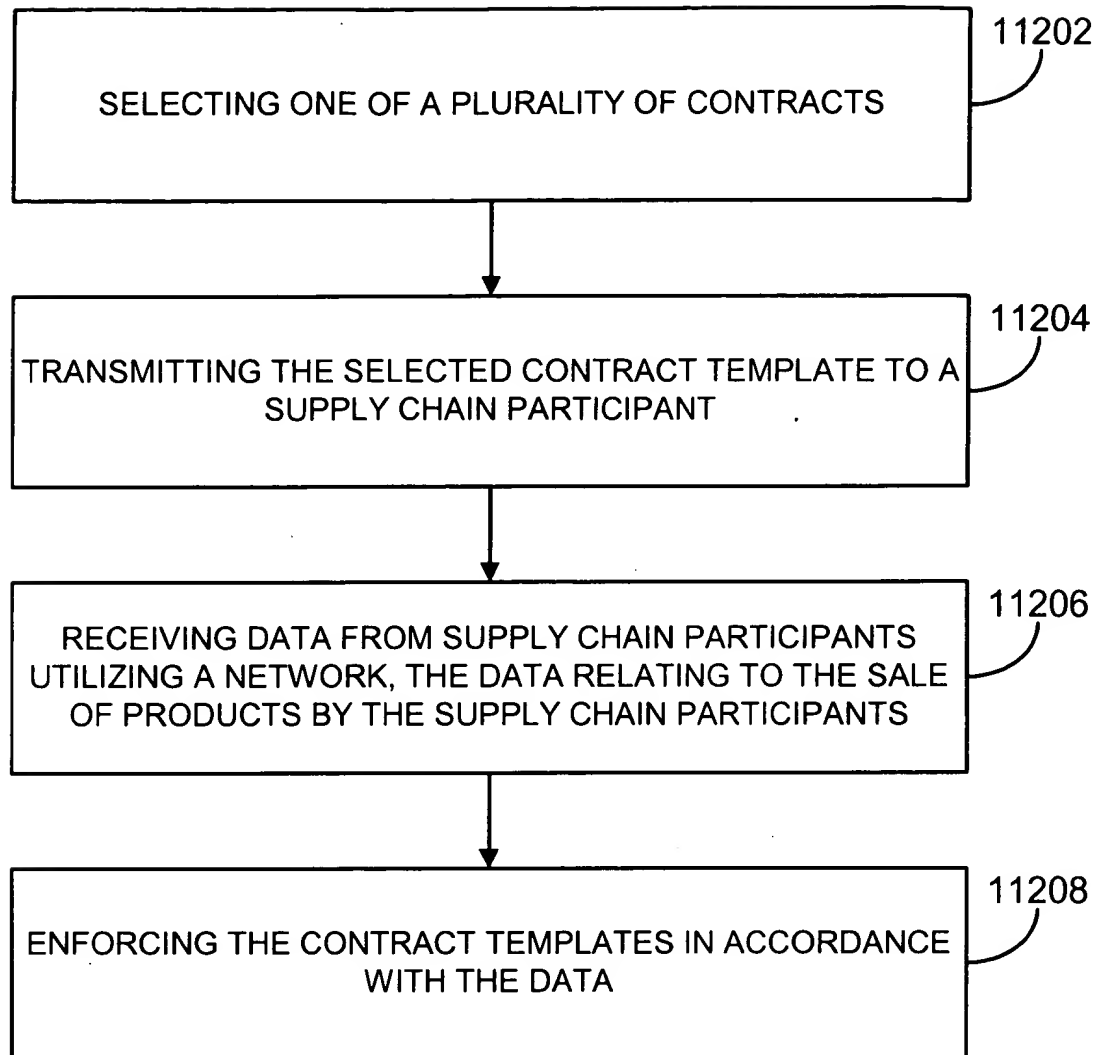 11202
SELECTING ONE OF A PLURALITY OF CONTRACTS
11204
TRANSMITTING THE SELECTED CONTRACT TEMPLATE TO A
SUPPLY CHAIN PARTICIPANT
11206
RECEIVING DATA FROM SUPPLY CHAIN PARTICIPANTS
UTILIZING A NETWORK, THE DATA RELATING TO THE SALE
OF PRODUCTS BY THE SUPPLY CHAIN PARTICIPANTS
11208
ENFORCING THE CONTRACT TEMPLATES IN ACCORDANCE
WITH THE DATA